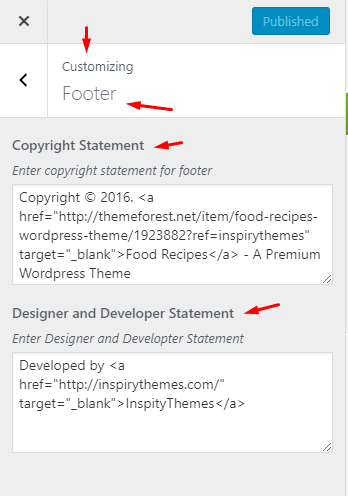 Published
Customizing
Footer
Copyright Statement
Enter copyright statement for footer
Copyright © 2016. <a
href="http://themeforest.net/item/food-recipes-
wordpress-theme/1923882?ref=inspirythemes"
target="_blank">Food Recipes</a> - A Premium
Wordpress Theme
Designer and Developer Statement
Enter Designer and Developter Statement
Developed by <a
href="http://inspirythemes.com/"
target="_blank">InspityThemes</a>